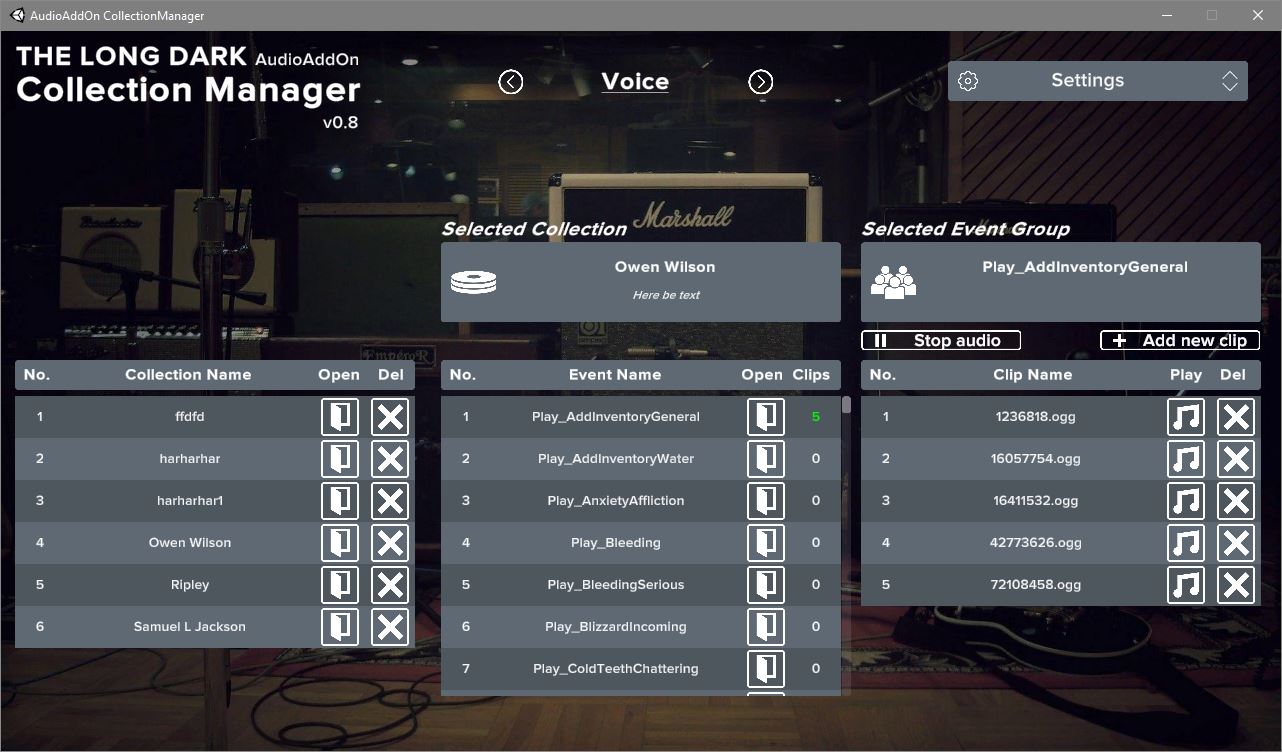 AudioAddOn CollectionManager
THE LONG DARK AudioAddOn
Collection Manager
v0.8
Voice
Settings
Marshall
Selected Collection
Selected Event Group
Owen Wilson
Here be text
Play_AddInventoryGeneral
Stop audio
Add new clip
EmpéroR
No. Collection Name Open Del
1 ffdfd
2 harharhar
3 harharhar1
4 Owen Wilson
5 Ripley
6 Samuel L Jackson
No. Event Name Open Clips
1 Play_AddInventoryGeneral 5
2 Play_AddInventoryWater 0
3 Play_AnxietyAffliction 0
4 Play_Bleeding 0
5 Play_BleedingSerious 0
6 Play_BlizzardIncoming 0
7 Play_ColdTeethChattering 0
No. Clip Name Play Del
1 1236818.ogg
2 16057754.ogg
3 16411532.ogg
4 42773626.ogg
5 72108458.ogg